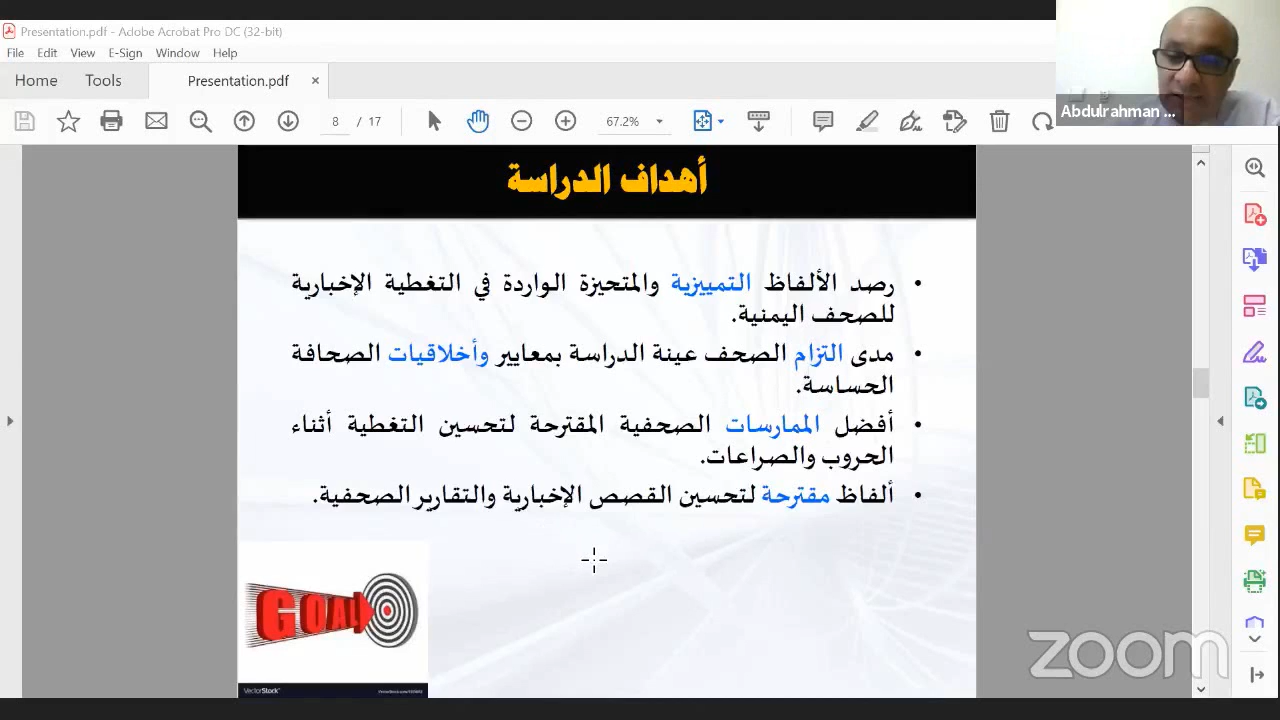 Presentation.pdf - Adobe Acrobat Pro DC (32-bit)
File Edit View E-Sign Window Help
Home Tools Presentation.pdf ×
8 / 17 67.2%
Abdulrahman ...
أهداف الدراسة
• رصد الألفاظ التمييزية والمتحيزة الواردة في التغطية الإخبارية
للصحف اليمنية.
• مدى التزام الصحف عينة الدراسة بمعايير وأخلاقيات الصحافة
الحساسة.
• أفضل الممارسات الصحفية المقترحة لتحسين التغطية أثناء
الحروب والصراعات.
• ألفاظ مقترحة لتحسين القصص الإخبارية والتقارير الصحفية.
GOAL
VectorStock
zoom